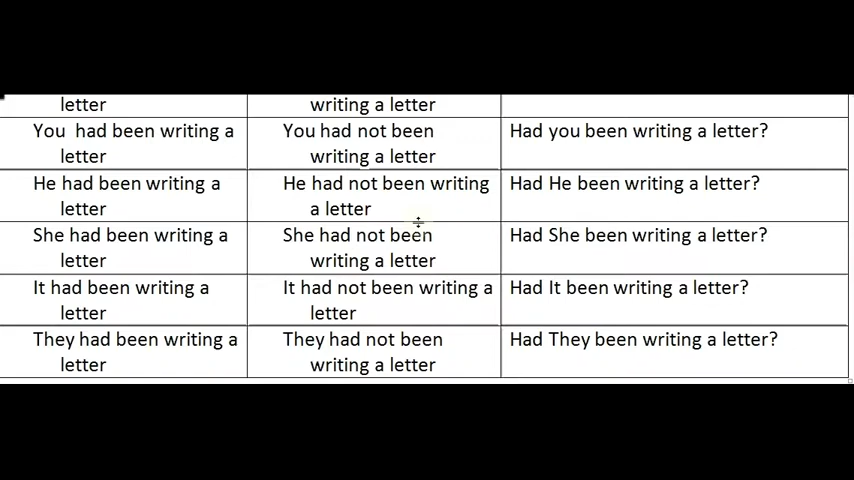 letter
writing a letter
You  had been writing a
letter
You had not been
writing a letter
Had you been writing a letter?
He had been writing a
letter
He had not been writing
a letter
Had He been writing a letter?
She had been writing a
letter
She had not been
writing a letter
Had She been writing a letter?
It had been writing a
letter
It had not been writing a
letter
Had It been writing a letter?
They had been writing a
letter
They had not been
writing a letter
Had They been writing a letter?